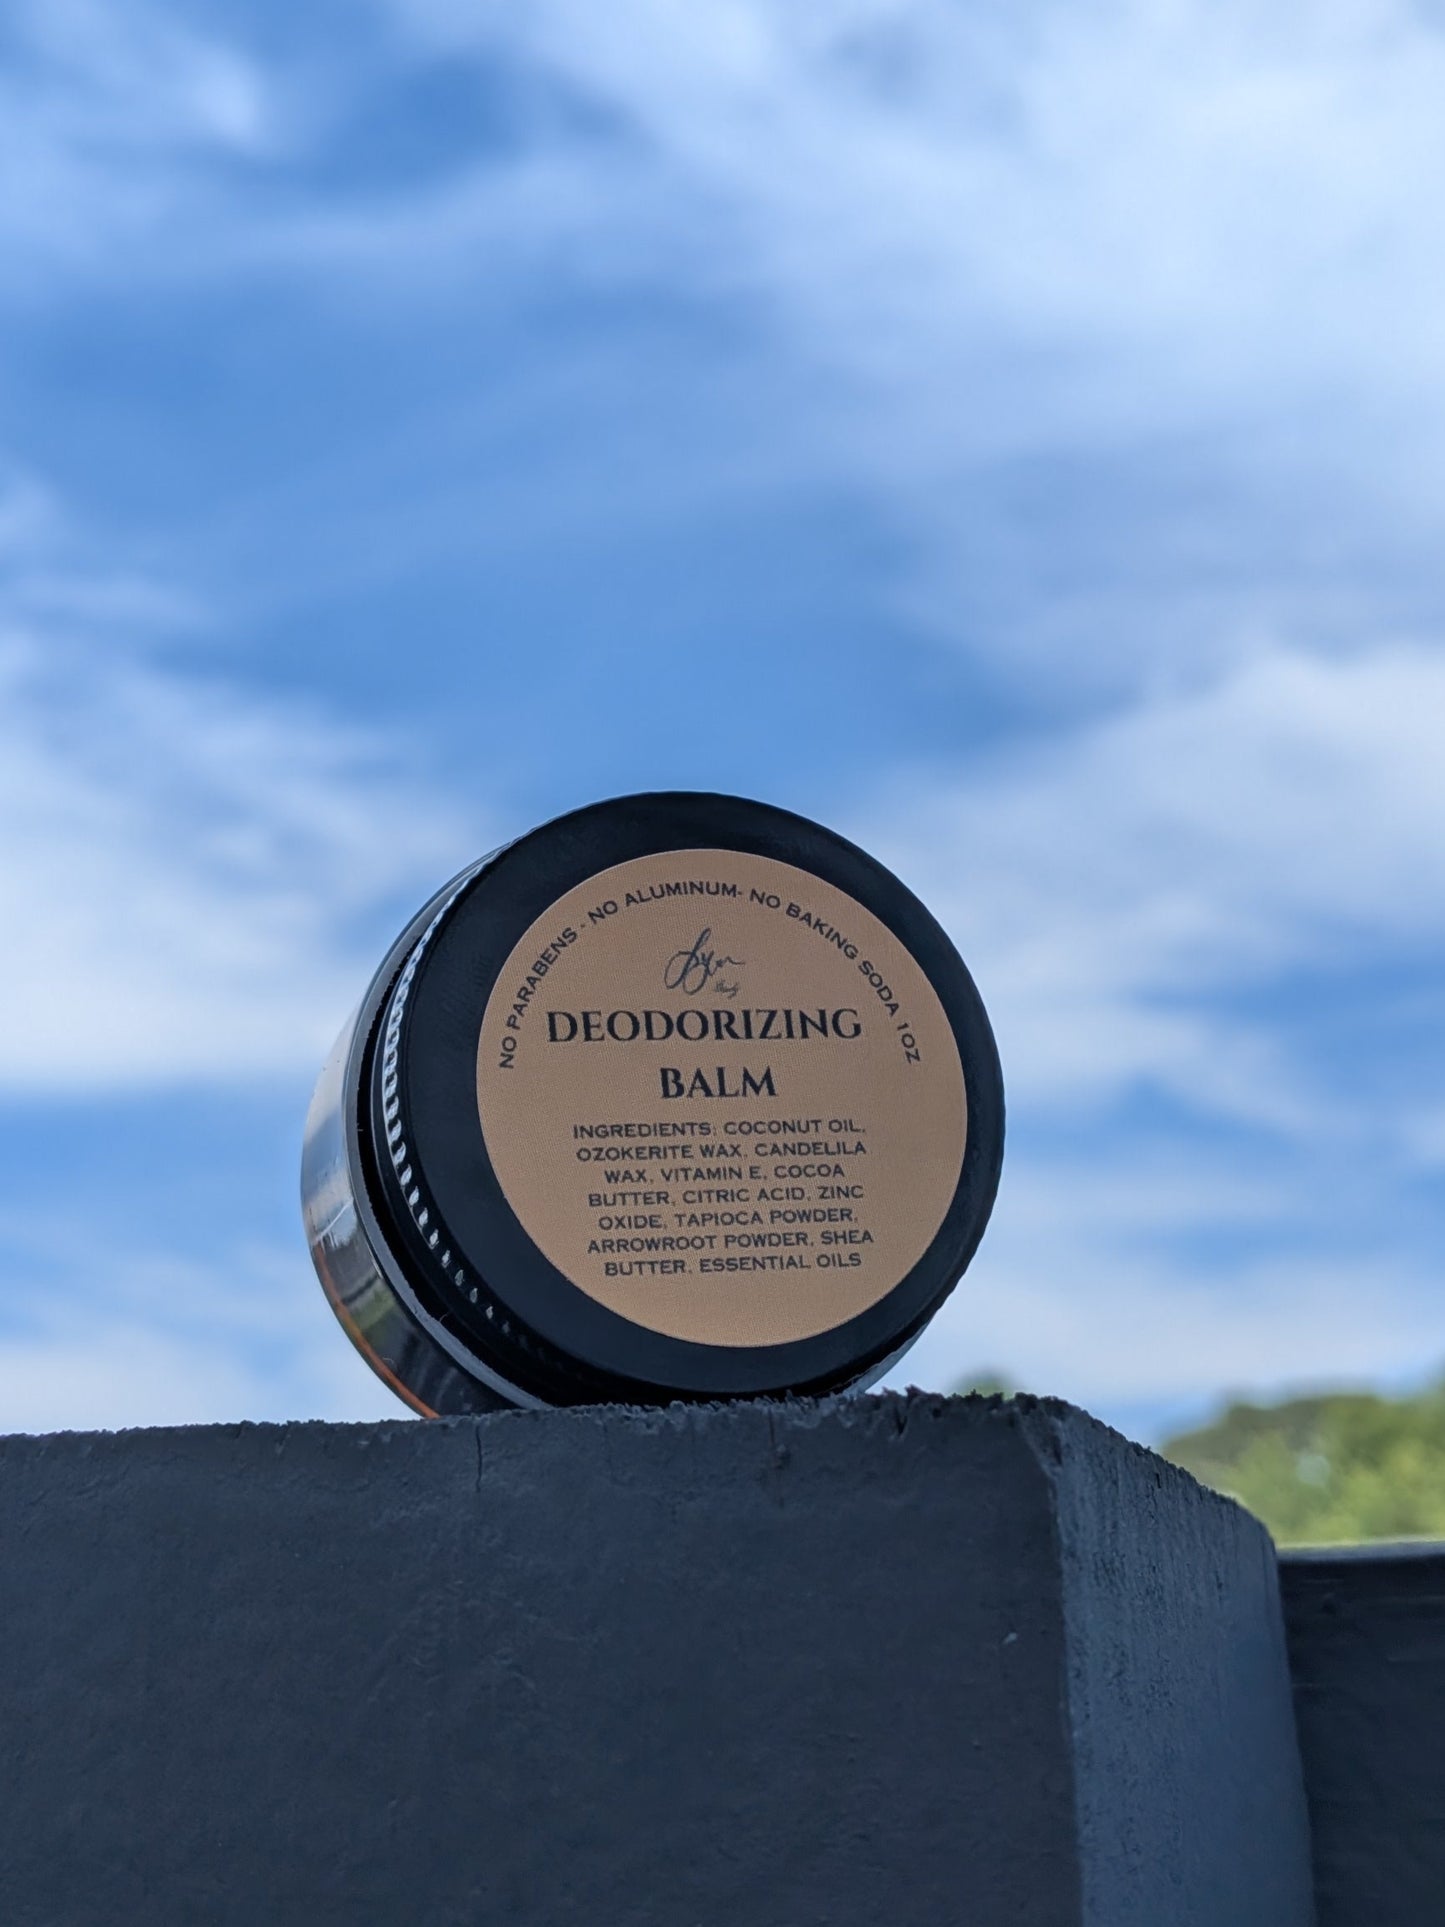 NO PARABENS - NO ALUMINUM- NO BAKING SODA 1OZ
DEODORIZING
BALM
INGREDIENTS: COCONUT OIL,
OZOKERITE WAX, CANDELILA
WAX, VITAMIN E, COCOA
BUTTER, CITRIC ACID, ZINC
OXIDE, TAPIOCA POWDER,
ARROWROOT POWDER, SHEA
BUTTER, ESSENTIAL OILS